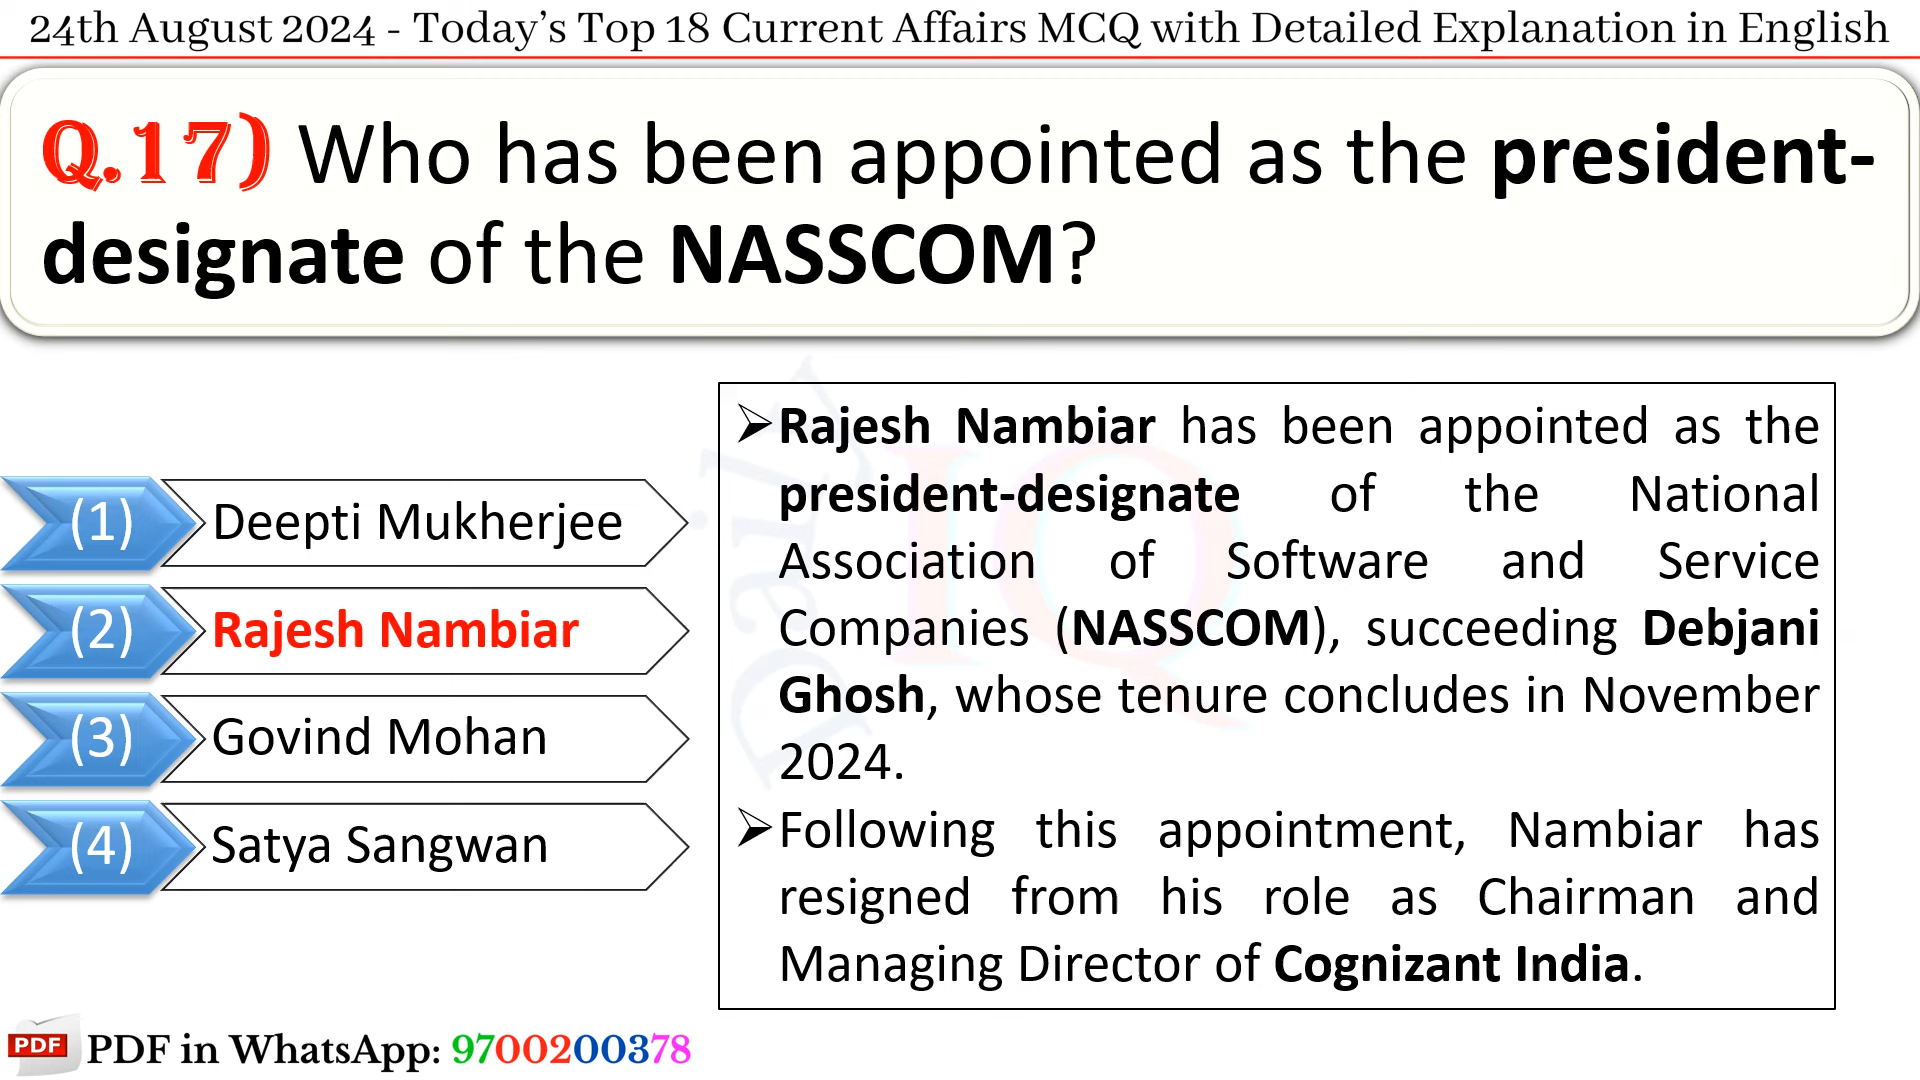 24th August 2024 - Today’s Top 18 Current Affairs MCQ with Detailed Explanation in English
Q.17) Who has been appointed as the president-
designate of the NASSCOM?
(1) Deepti Mukherjee
(2) Rajesh Nambiar
(3) Govind Mohan
(4) Satya Sangwan
➢Rajesh Nambiar has been appointed as the
president-designate of the National
Association of Software and Service
Companies (NASSCOM), succeeding Debjani
Ghosh, whose tenure concludes in November
2024.
➢Following this appointment, Nambiar has
resigned from his role as Chairman and
Managing Director of Cognizant India.
Daily IQ
PDF PDF in WhatsApp: 9700200378